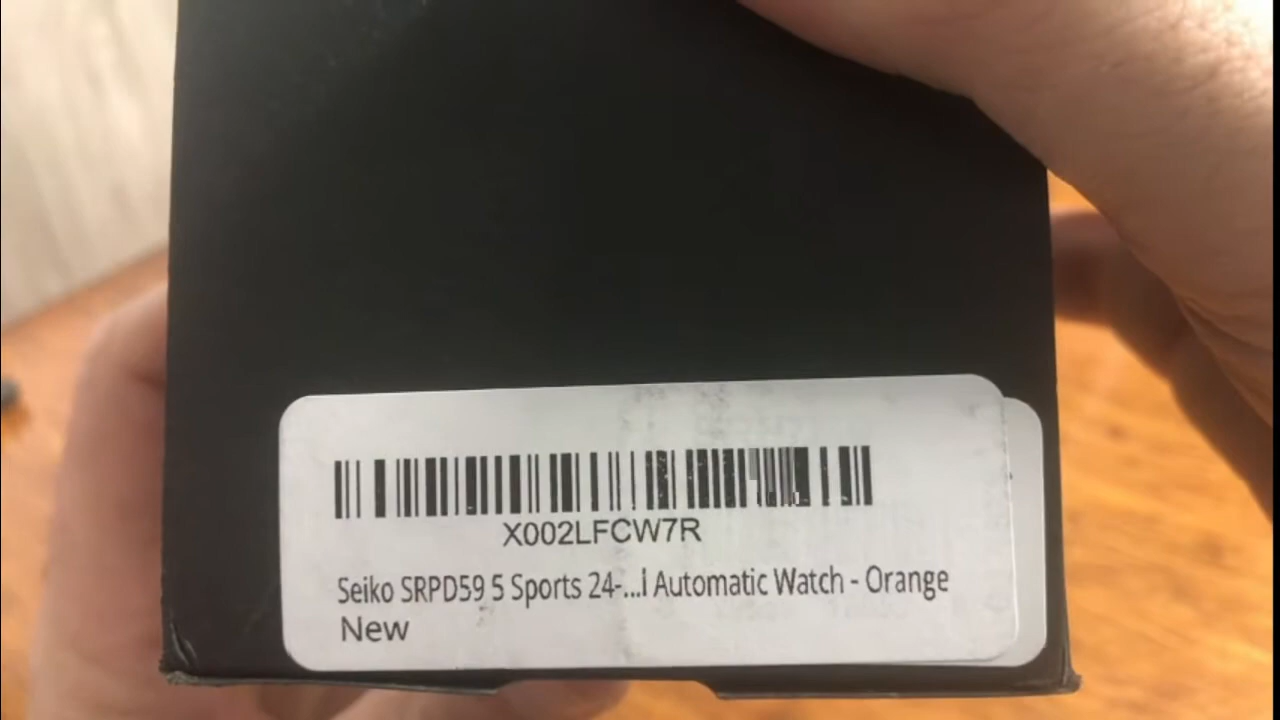 X002LFCW7R
Seiko SRPD59 5 Sports 24-...l Automatic Watch - Orange
New